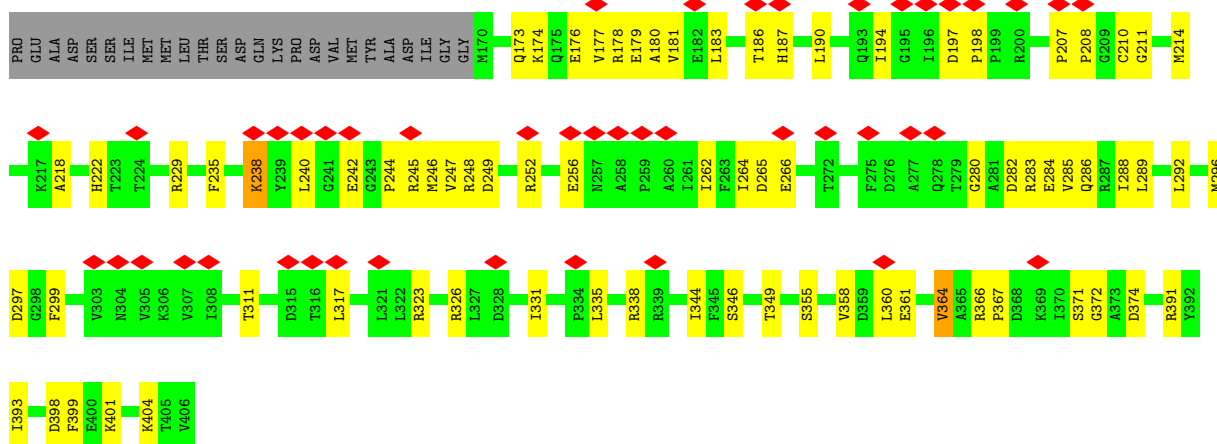 PRO GLU ALA ASP SER SER ILE MET MET LEU THR SER ASP GLN LYS PRO ASP VAL MET TYR ALA ASP ILE GLY GLY M170 Q173 K174 Q175 E176 V177 R178 E179 A180 V181 E182 L183 T186 H187 L190 Q193 I194 G195 I196 D197 P198 P199 R200 P207 P208 G209 C210 G211 M214
K217 A218 H222 T223 T224 R229 F235 K238 Y239 L240 G241 E242 G243 P244 R245 M246 V247 R248 D249 R252 E256 N257 A258 P259 A260 I261 I262 F263 I264 D265 E266 T272 F275 D276 A277 Q278 T279 G280 A281 D282 R283 E284 V285 Q286 R287 I288 L289 L292 M296
D297 G298 F299 V303 N304 V305 K306 V307 I308 T311 D315 T316 L317 L321 L322 R323 R326 L327 D328 I331 P334 L335 R338 R339 I344 F345 S346 T349 S355 V358 D359 L360 E361 V364 A365 R366 P367 D368 K369 I370 S371 G372 A373 D374 R391 Y392
I393 D398 F399 E400 K401 K404 T405 V406